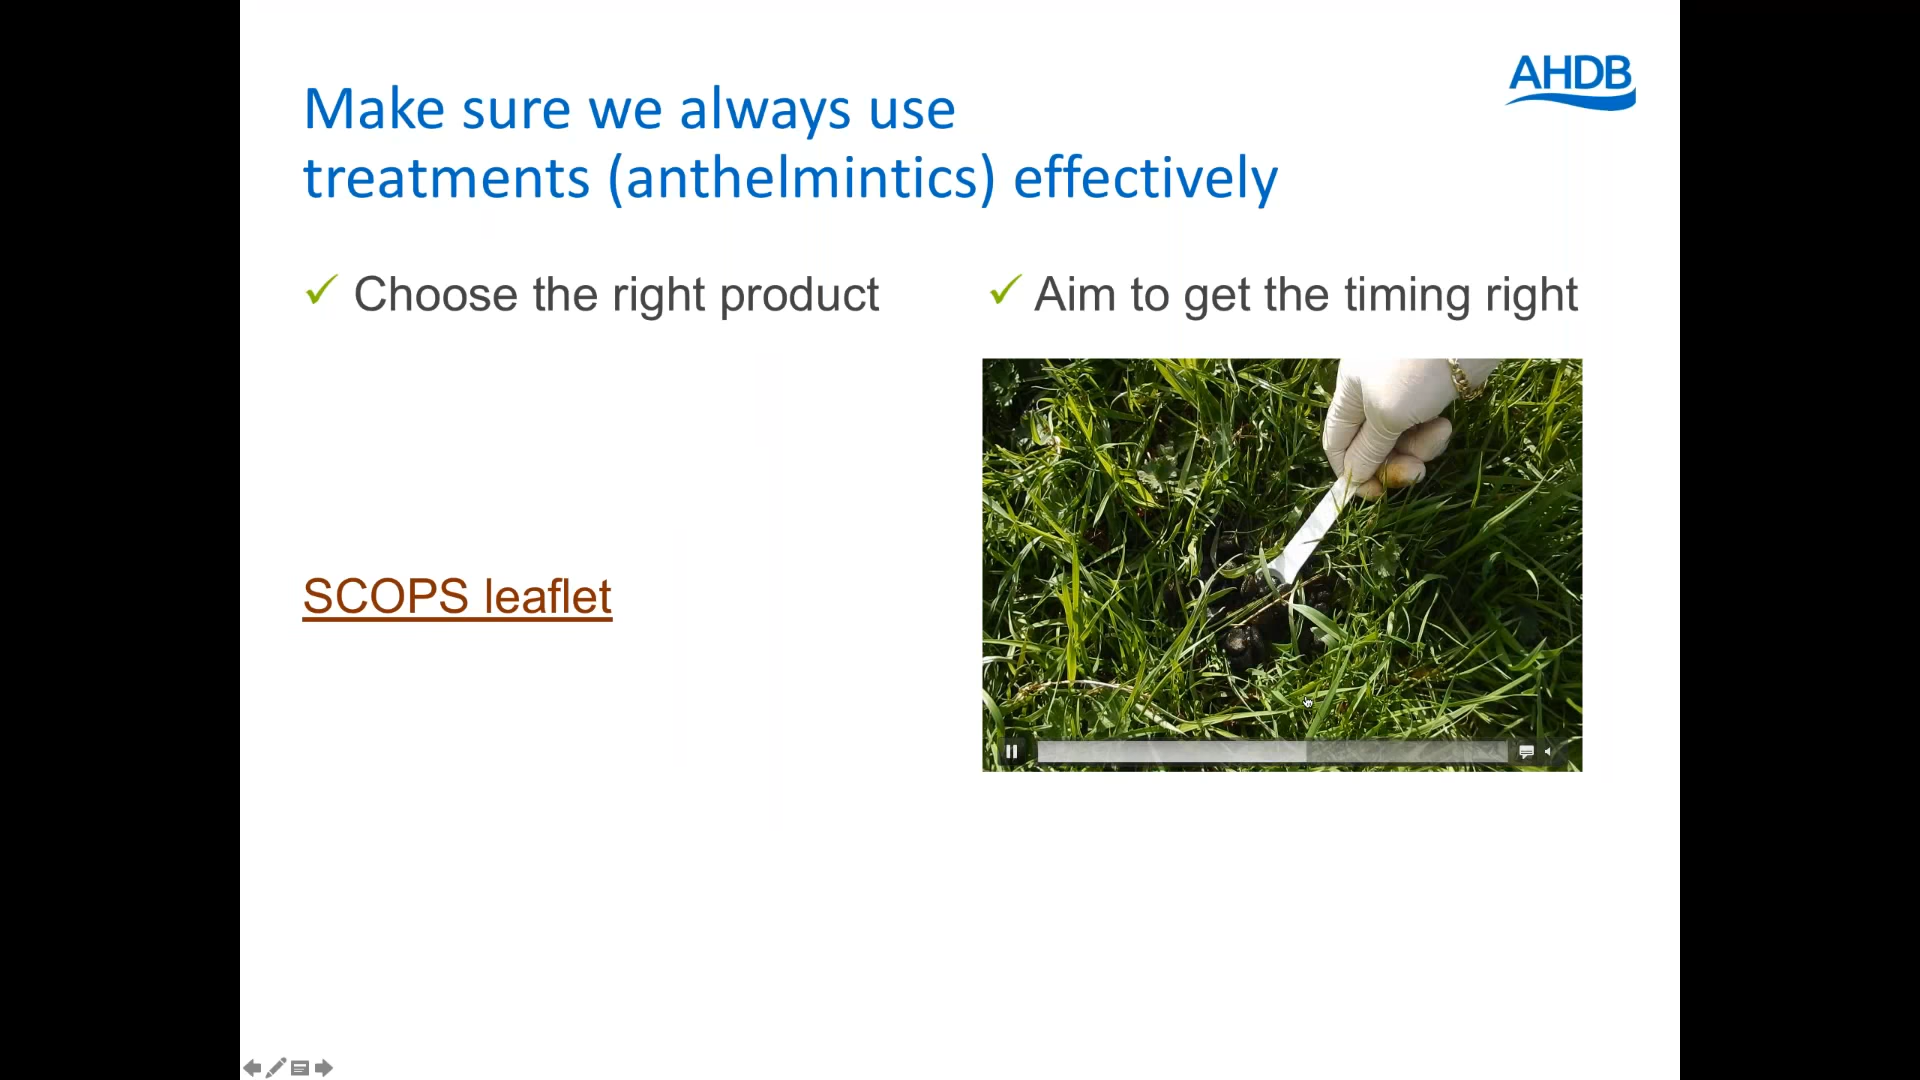 AHDB
Make sure we always use
treatments (anthelmintics) effectively
✓ Choose the right product
✓ Aim to get the timing right
SCOPS leaflet